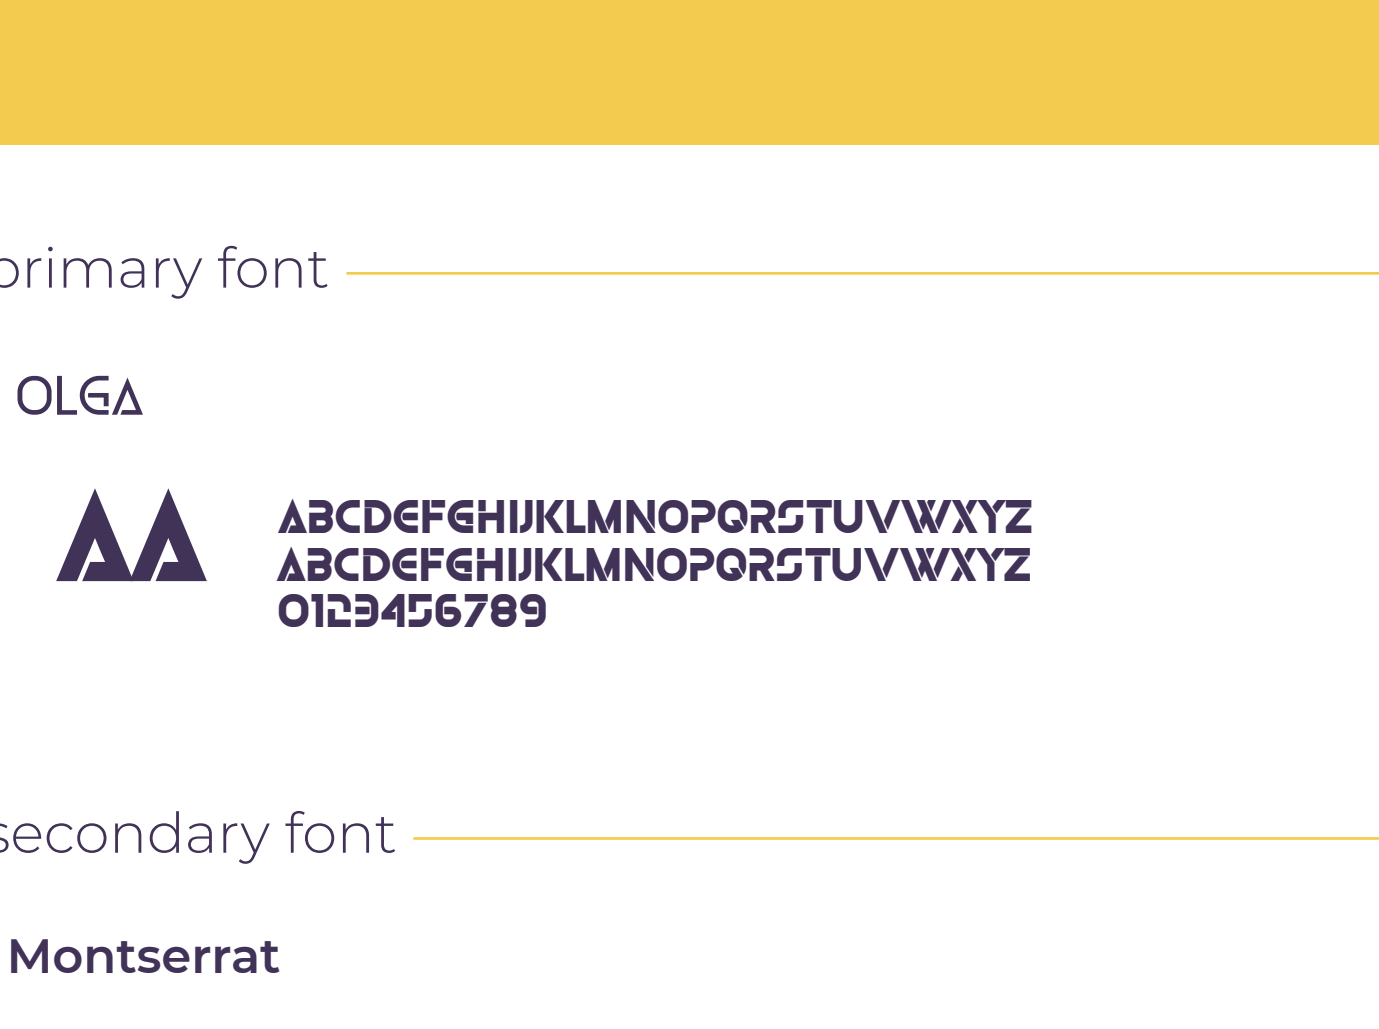 primary font
OLGA
AA
ABCDEFGHIJKLMNOPQRSTUVWXYZ
ABCDEFGHIJKLMNOPQRSTUVWXYZ
0123456789
secondary font
Montserrat